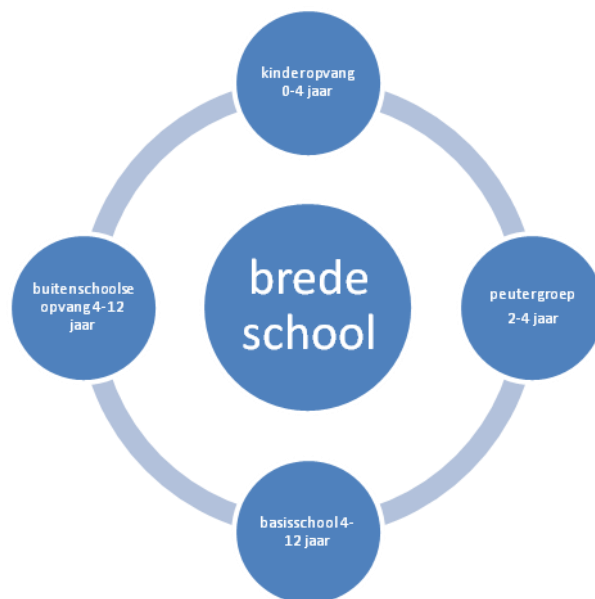 kinderopvang
0-4 jaar
buitenschoolse
opvang 4-12
jaar
brede
school
peutergroep
2-4 jaar
basisschool 4-
12 jaar